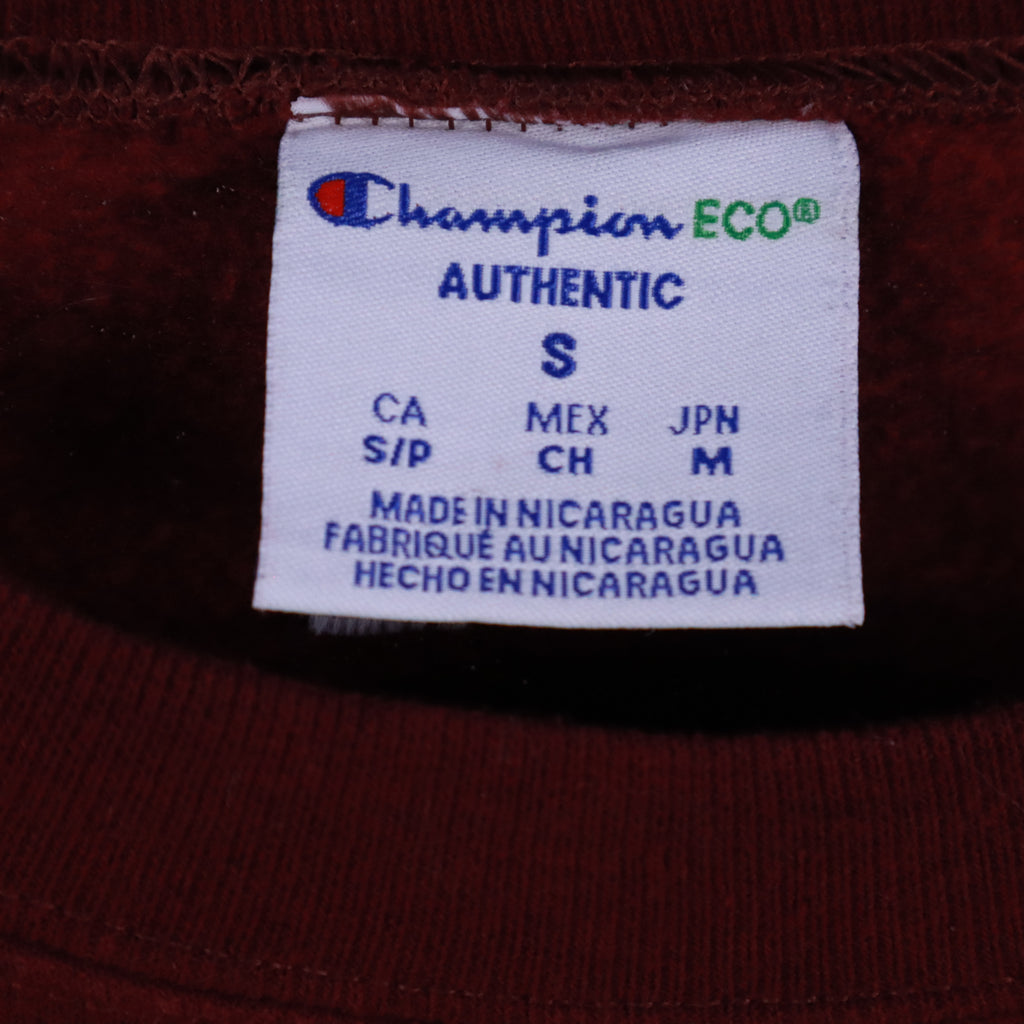 Champion ECO®
AUTHENTIC
S
CA MEX JPN
S/P CH M
MADE IN NICARAGUA
FABRIQUÉ AU NICARAGUA
HECHO EN NICARAGUA